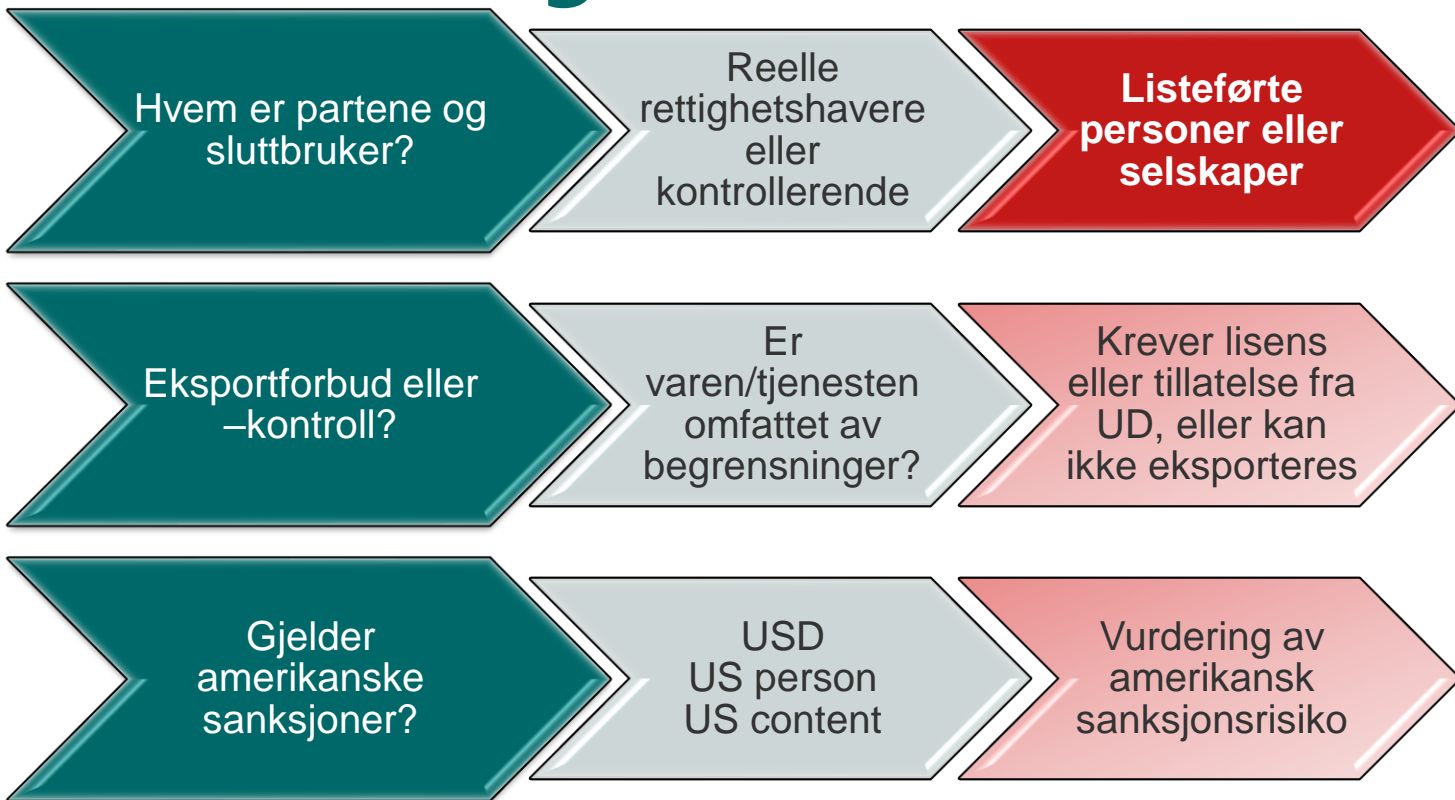 Hvem er partene og
sluttbruker?
Reelle
rettighetshavere
eller
kontrollerende
Listeførte
personer eller
selskaper
Eksportforbud eller
–kontroll?
Er
varen/tjenesten
omfattet av
begrensninger?
Krever lisens
eller tillatelse fra
UD, eller kan
ikke eksporteres
Gjelder
amerikanske
sanksjoner?
USD
US person
US content
Vurdering av
amerikansk
sanksjonsrisiko